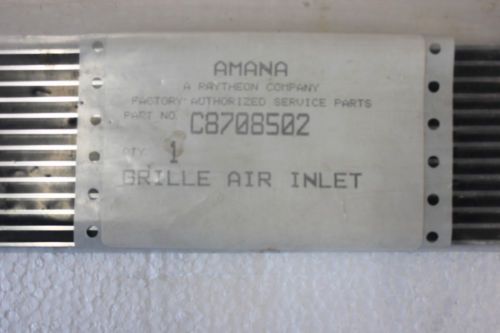 AMANA
A RAYTHEON COMPANY
FACTORY AUTHORIZED SERVICE PARTS
PART NO. C8708502
QTY 1
GRILLE AIR INLET